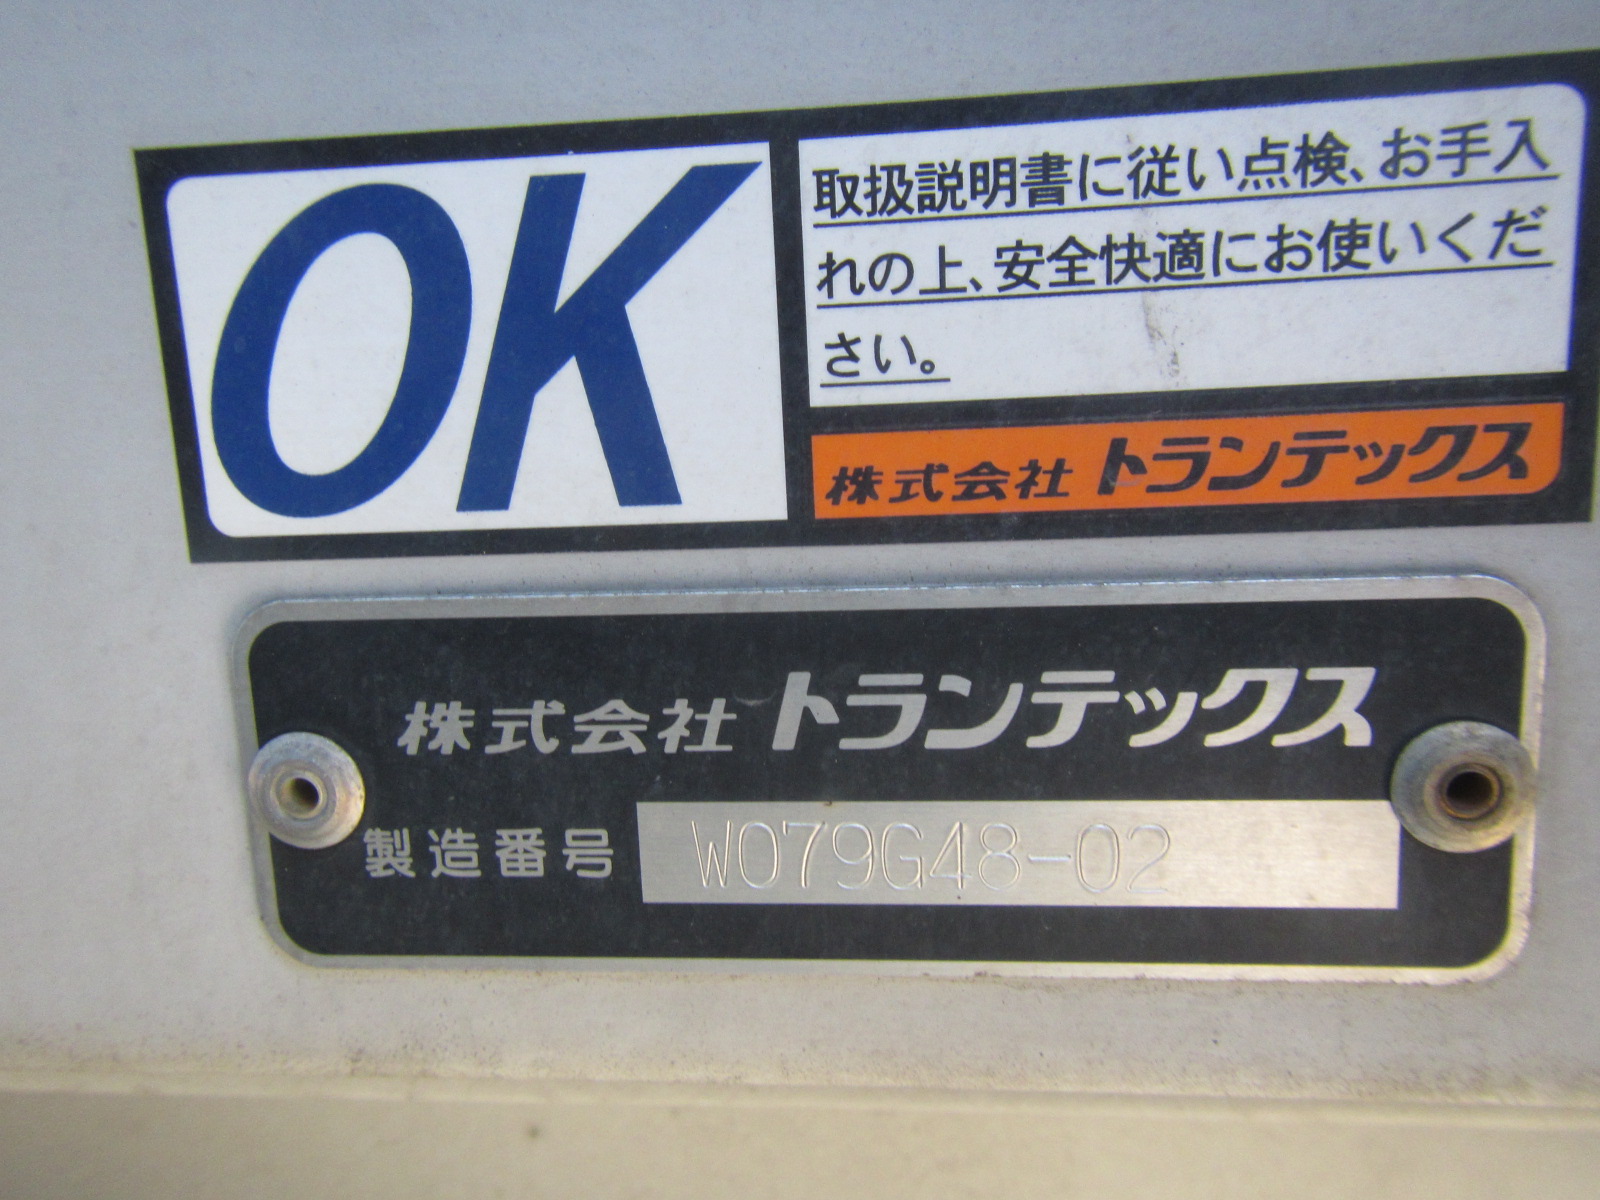 OK
取扱説明書に従い点検、お手入
れの上、安全快適にお使いくだ
さい。
株式会社 トランテックス
株式会社 トランテックス
製造番号 W079G48-02